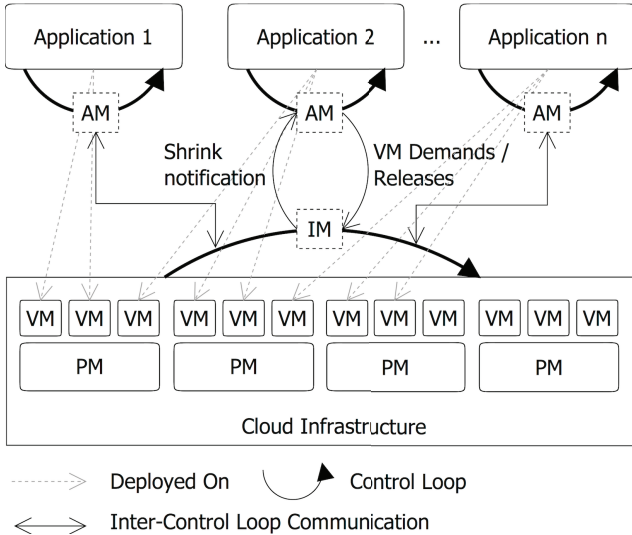 Application 1
Application 2
...
Application n
AM
AM
AM
Shrink
notification
VM Demands /
Releases
IM
VM VM VM VM VM VM VM VM VM VM VM VM
PM PM PM PM
Cloud Infrastructure
Deployed On
Control Loop
Inter-Control Loop Communication